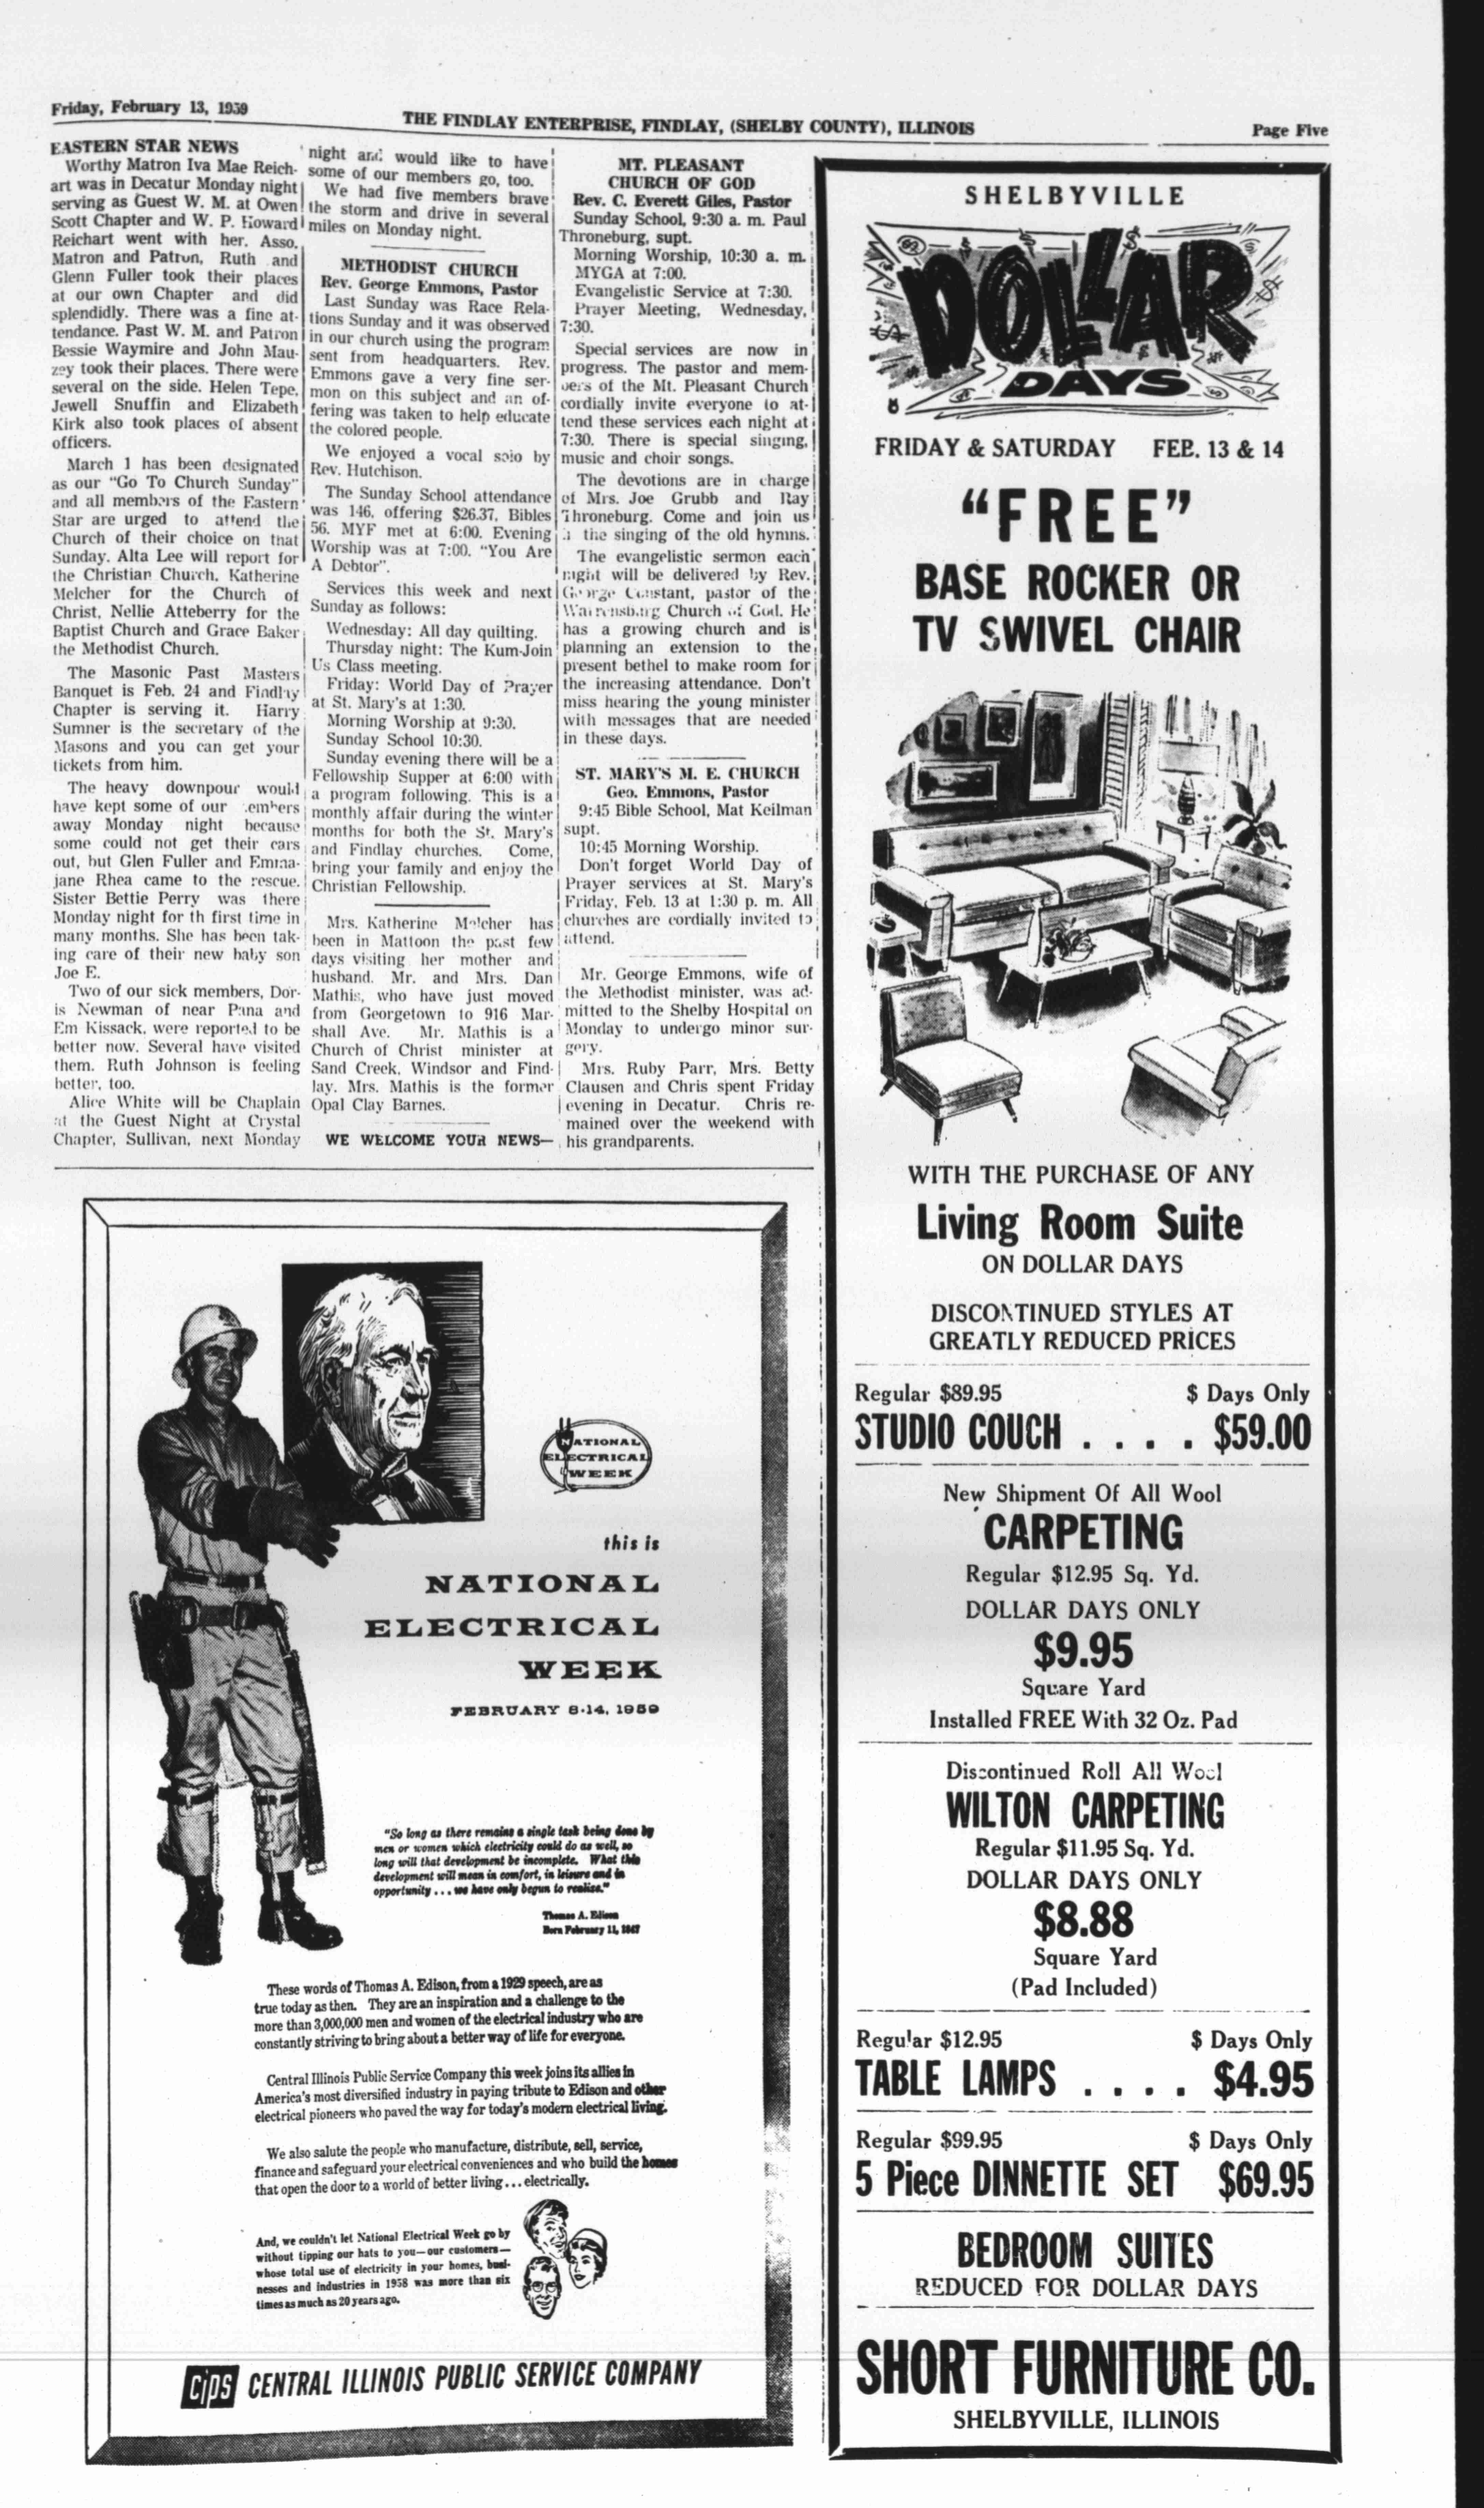 Friday, February 13, 1959
THE FINDLAY ENTERPRISE, FINDLAY, (SHELBY COUNTY), ILLINOIS
Page Five
EASTERN STAR NEWS
Worthy Matron Iva Mae Reich-
art was in Decatur Monday night
serving as Guest W. M. at Owen
Scott Chapter and W. P. Howard
Reichart went with her. Asso.
Matron and Patron, Ruth and
Glenn Fuller took their places
at our own Chapter and did
splendidly. There was a fine at-
tendance. Past W. M. and Patron
Bessie Waymire and John Mau-
zey took their places. There were
several on the side. Helen Tepe,
Jewell Snuffin and Elizabeth
Kirk also took places of absent
officers.
March 1 has been designated
as our "Go To Church Sunday"
and all members of the Eastern
Star are urged to attend the
Church of their choice on that
Sunday. Alta Lee will report for
the Christian Church, Katherine
Melcher for the Church of
Christ, Nellie Atteberry for the
Baptist Church and Grace Baker
the Methodist Church.
The Masonic Past Masters
Banquet is Feb. 24 and Findlay
Chapter is serving it. Harry
Sumner is the secretary of the
Masons and you can get your
tickets from him.
The heavy downpour would
have kept some of our embers
away Monday night because
some could not get their cars
out, but Glen Fuller and Emma-
jane Rhea came to the rescue.
Sister Bettie Perry was there
Monday night for th first time in
many months. She has been tak-
ing care of their new baby son
Joe E.
Two of our sick members, Dor-
is Newman of near Pana and
Em Kissack, were reported to be
better now. Several have visited
them. Ruth Johnson is feeling
better, too.
Alice White will be Chaplain
at the Guest Night at Crystal
Chapter, Sullivan, next Monday
night and would like to have
some of our members go, too.
We had five members brave
the storm and drive in several
miles on Monday night.
METHODIST CHURCH
Rev. George Emmons, Pastor
Last Sunday was Race Rela-
tions Sunday and it was observed
in our church using the program
sent from headquarters. Rev.
Emmons gave a very fine ser-
mon on this subject and an of-
fering was taken to help educate
the colored people.
We enjoyed a vocal solo by
Rev. Hutchison.
The Sunday School attendance
was 146, offering $26.37, Bibles
56. MYF met at 6:00. Evening
Worship was at 7:00. "You Are
A Debtor".
Services this week and next
Sunday as follows:
Wednesday: All day quilting.
Thursday night: The Kum-Join
Us Class meeting.
Friday: World Day of Prayer
at St. Mary's at 1:30.
Morning Worship at 9:30.
Sunday School 10:30.
Sunday evening there will be a
Fellowship Supper at 6:00 with
a program following. This is a
monthly affair during the winter
months for both the St. Mary's
and Findlay churches. Come,
bring your family and enjoy the
Christian Fellowship.
Mrs. Katherine Melcher has
been in Mattoon the past few
days visiting her mother and
husband. Mr. and Mrs. Dan
Mathis, who have just moved
from Georgetown to 916 Mar-
shall Ave. Mr. Mathis is a
Church of Christ minister at
Sand Creek, Windsor and Find-
lay. Mrs. Mathis is the former
Opal Clay Barnes.
WE WELCOME YOUR NEWS—
MT. PLEASANT
CHURCH OF GOD
Rev. C. Everett Giles, Pastor
Sunday School, 9:30 a. m. Paul
Throneburg, supt.
Morning Worship, 10:30 a. m.
MYGA at 7:00.
Evangelistic Service at 7:30.
Prayer Meeting, Wednesday,
7:30.
Special services are now in
progress. The pastor and mem-
bers of the Mt. Pleasant Church
cordially invite everyone to at-
tend these services each night at
7:30. There is special singing,
music and choir songs.
The devotions are in charge
of Mrs. Joe Grubb and Ray
Throneburg. Come and join us
in the singing of the old hymns.
The evangelistic sermon each
night will be delivered by Rev.
George Constant, pastor of the
Warrensburg Church of God. He
has a growing church and is
planning an extension to the
present bethel to make room for
the increasing attendance. Don't
miss hearing the young minister
with messages that are needed
in these days.
ST. MARY'S M. E. CHURCH
Geo. Emmons, Pastor
9:45 Bible School, Mat Keilman
supt.
10:45 Morning Worship.
Don't forget World Day of
Prayer services at St. Mary's
Friday, Feb. 13 at 1:30 p. m. All
churches are cordially invited to
attend.
Mr. George Emmons, wife of
the Methodist minister, was ad-
mitted to the Shelby Hospital on
Monday to undergo minor sur-
gery.
Mrs. Ruby Parr, Mrs. Betty
Clausen and Chris spent Friday
evening in Decatur. Chris re-
mained over the weekend with
his grandparents.
NATIONAL
ELECTRICAL
WEEK
this is
NATIONAL
ELECTRICAL
WEEK
FEBRUARY 8-14, 1959
"So long as there remains a single task being done by
men or women which electricity could do as well, so
long will that development be incomplete. What this
development will mean in comfort, in leisure and in
opportunity . . . we have only begun to realize."
Thomas A. Edison
Born February 11, 1847
These words of Thomas A. Edison, from a 1929 speech, are as
true today as then. They are an inspiration and a challenge to the
more than 3,000,000 men and women of the electrical industry who are
constantly striving to bring about a better way of life for everyone.
Central Illinois Public Service Company this week joins its allies in
America's most diversified industry in paying tribute to Edison and other
electrical pioneers who paved the way for today's modern electrical living.
We also salute the people who manufacture, distribute, sell, service,
finance and safeguard your electrical conveniences and who build the homes
that open the door to a world of better living . . . electrically.
And, we couldn't let National Electrical Week go by
without tipping our hats to you—our customers—
whose total use of electricity in your homes, busi-
nesses and industries in 1958 was more than six
times as much as 20 years ago.
cips CENTRAL ILLINOIS PUBLIC SERVICE COMPANY
SHELBYVILLE
DOLLAR
DAYS
FRIDAY & SATURDAY FEB. 13 & 14
"FREE"
BASE ROCKER OR
TV SWIVEL CHAIR
WITH THE PURCHASE OF ANY
Living Room Suite
ON DOLLAR DAYS
DISCONTINUED STYLES AT
GREATLY REDUCED PRICES
Regular $89.95 $ Days Only
STUDIO COUCH . . . . $59.00
New Shipment Of All Wool
CARPETING
Regular $12.95 Sq. Yd.
DOLLAR DAYS ONLY
$9.95
Square Yard
Installed FREE With 32 Oz. Pad
Discontinued Roll All Wool
WILTON CARPETING
Regular $11.95 Sq. Yd.
DOLLAR DAYS ONLY
$8.88
Square Yard
(Pad Included)
Regular $12.95 $ Days Only
TABLE LAMPS . . . . $4.95
Regular $99.95 $ Days Only
5 Piece DINNETTE SET $69.95
BEDROOM SUITES
REDUCED FOR DOLLAR DAYS
SHORT FURNITURE CO.
SHELBYVILLE, ILLINOIS